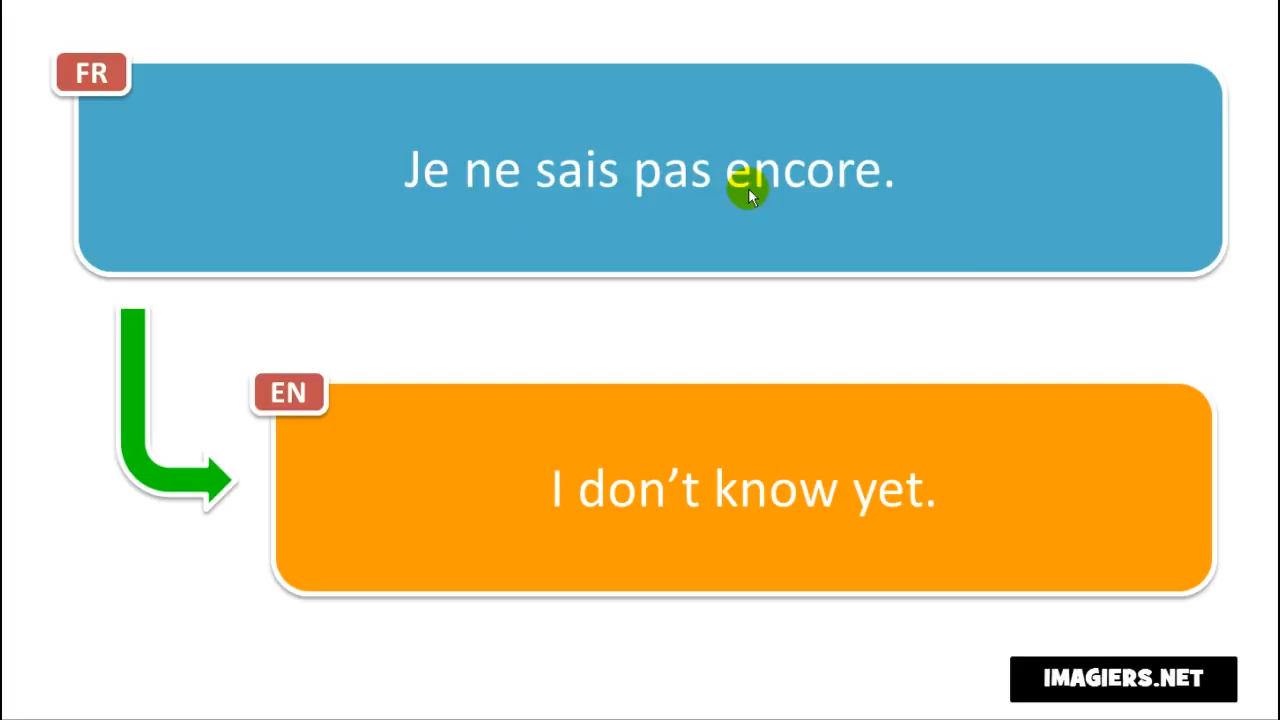 FR
Je ne sais pas encore.
EN
I don’t know yet.
IMAGIERS.NET